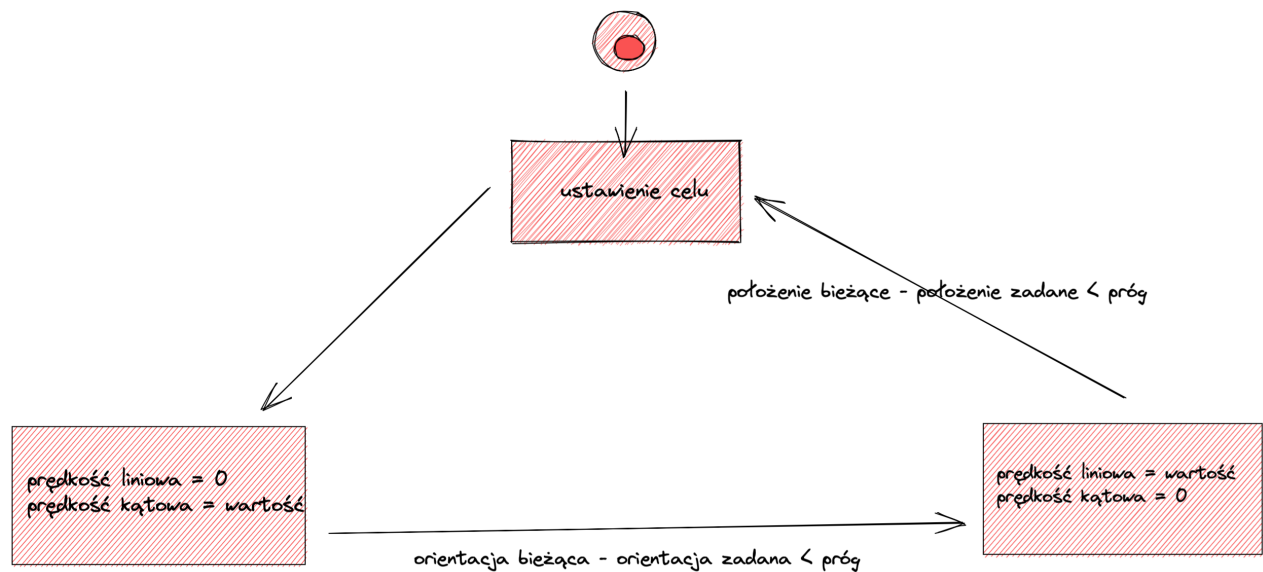 ustawienie celu
położenie bieżące - położenie zadane < próg
prędkość liniowa = 0
prędkość kątowa = wartość
prędkość liniowa = wartość
prędkość kątowa = 0
orientacja bieżąca - orientacja zadana < próg